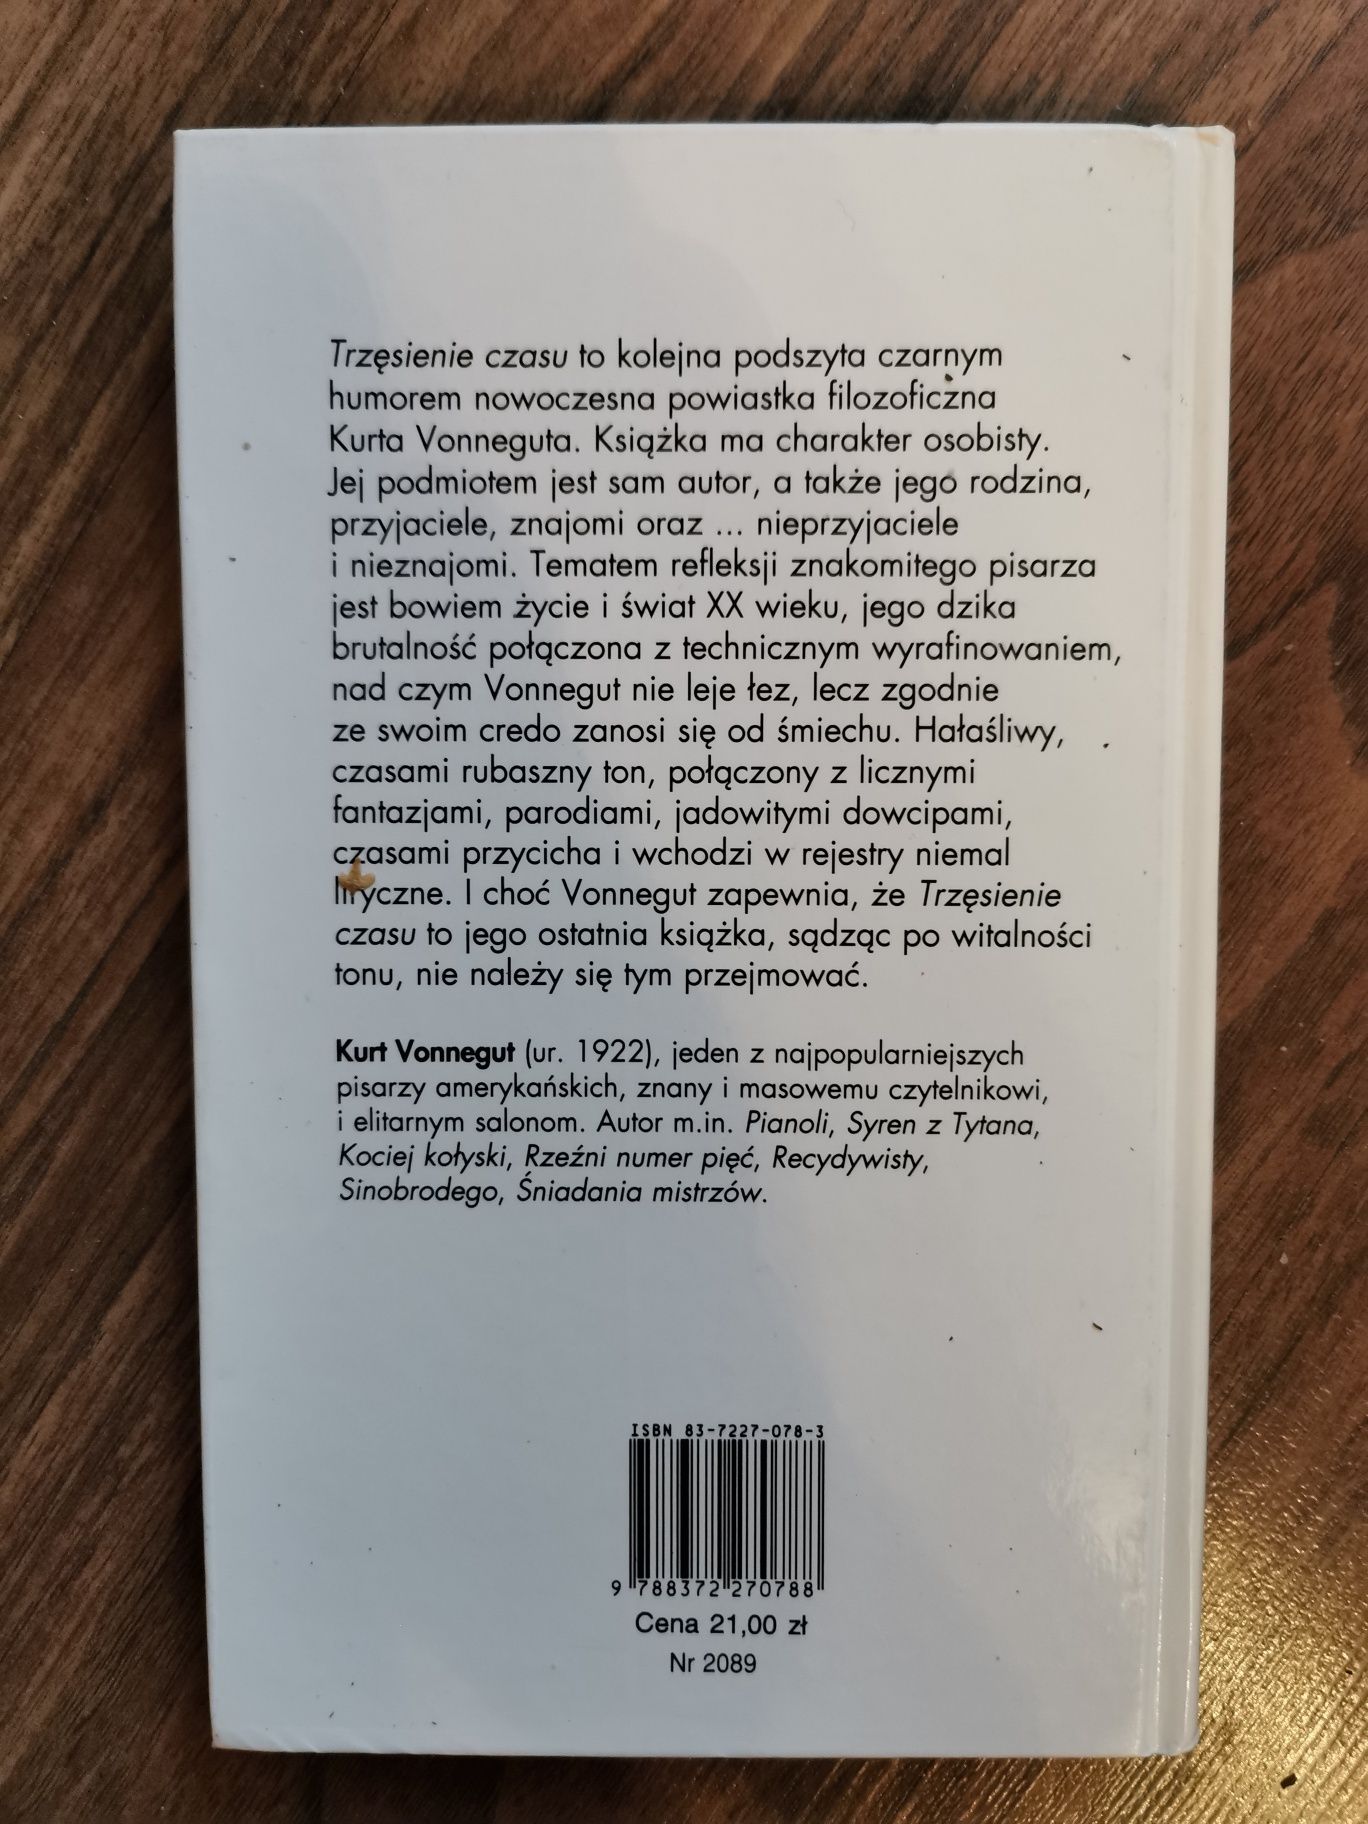 Trzęsienie czasu to kolejna podszyta czarnym
humorem nowoczesna powiastka filozoficzna
Kurta Vonneguta. Książka ma charakter osobisty.
Jej podmiotem jest sam autor, a także jego rodzina,
przyjaciele, znajomi oraz ... nieprzyjaciele
i nieznajomi. Tematem refleksji znakomitego pisarza
jest bowiem życie i świat XX wieku, jego dzika
brutalność połączona z technicznym wyrafinowaniem,
nad czym Vonnegut nie leje łez, lecz zgodnie
ze swoim credo zanosi się od śmiechu. Hałaśliwy,
czasami rubaszny ton, połączony z licznymi
fantazjami, parodiami, jadowitymi dowcipami,
czasami przycicha i wchodzi w rejestry niemal
liryczne. I choć Vonnegut zapewnia, że Trzęsienie
czasu to jego ostatnia książka, sądząc po witalności
tonu, nie należy się tym przejmować.
Kurt Vonnegut (ur. 1922), jeden z najpopularniejszych
pisarzy amerykańskich, znany i masowemu czytelnikowi,
i elitarnym salonom. Autor m.in. Pianoli, Syren z Tytana,
Kociej kołyski, Rzeźni numer pięć, Recydywisty,
Sinobrodego, Śniadania mistrzów.
ISBN 83-7227-078-3
9 788372 270788
Cena 21,00 zł
Nr 2089